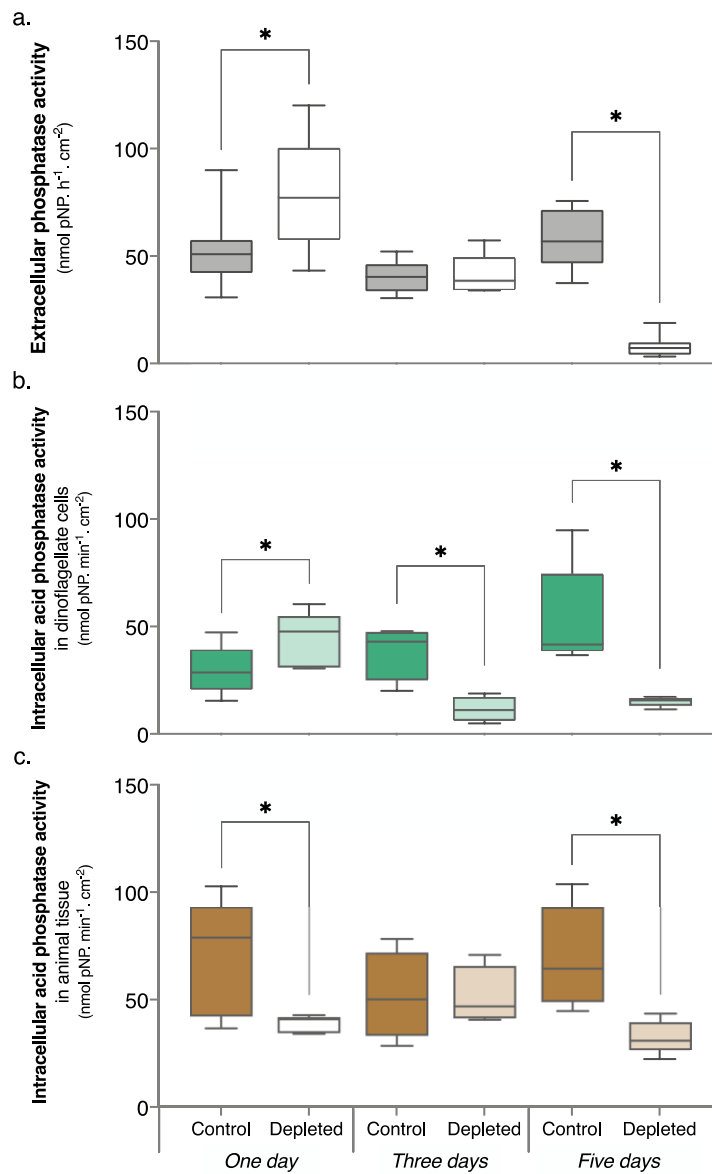 a.
Extracellular phosphatase activity
(nmol pNP. h⁻¹. cm⁻²)
150
100
50
0
*
*
b.
Intracellular acid phosphatase activity
in dinoflagellate cells
(nmol pNP. min⁻¹. cm⁻²)
150
100
50
0
*
*
*
c.
Intracellular acid phosphatase activity
in animal tissue
(nmol pNP. min⁻¹. cm⁻²)
150
100
50
0
*
*
Control Depleted Control Depleted Control Depleted
One day Three days Five days